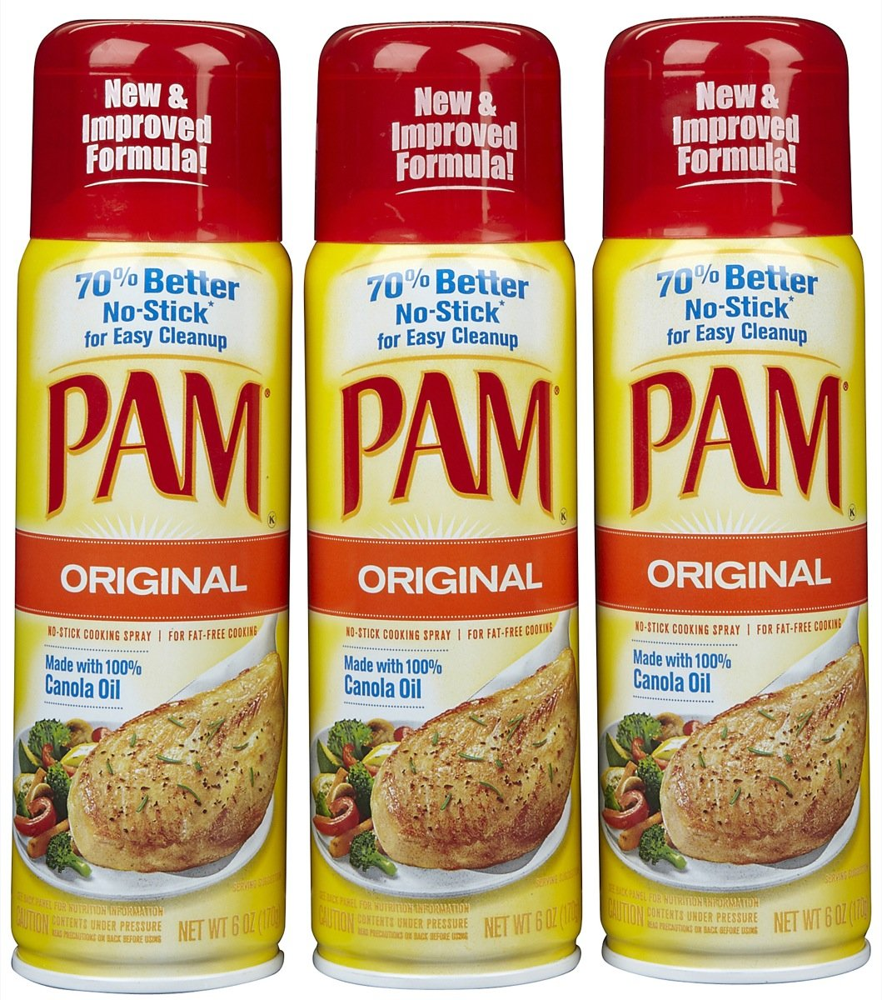 New &
Improved
Formula!
70% Better
No-Stick*
for Easy Cleanup
PAM®
K
ORIGINAL
NO-STICK COOKING SPRAY | FOR FAT-FREE COOKING
Made with 100%
Canola Oil
SERVING SUGGESTION
SEE BACK PANEL FOR NUTRITION INFORMATION
CAUTION CONTENTS UNDER PRESSURE
READ PRECAUTIONS ON BACK BEFORE USING
NET WT 6 OZ (170g
New &
Improved
Formula!
70% Better
No-Stick*
for Easy Cleanup
PAM®
K
ORIGINAL
NO-STICK COOKING SPRAY | FOR FAT-FREE COOKING
Made with 100%
Canola Oil
SERVING SUGGESTION
SEE BACK PANEL FOR NUTRITION INFORMATION
CAUTION CONTENTS UNDER PRESSURE
READ PRECAUTIONS ON BACK BEFORE USING
NET WT 6 OZ (170g
New &
Improved
Formula!
70% Better
No-Stick*
for Easy Cleanup
PAM®
K
ORIGINAL
NO-STICK COOKING SPRAY | FOR FAT-FREE COOKING
Made with 100%
Canola Oil
SERVING SUGGESTION
SEE BACK PANEL FOR NUTRITION INFORMATION
CAUTION CONTENTS UNDER PRESSURE
READ PRECAUTIONS ON BACK BEFORE USING
NET WT 6 OZ (170g